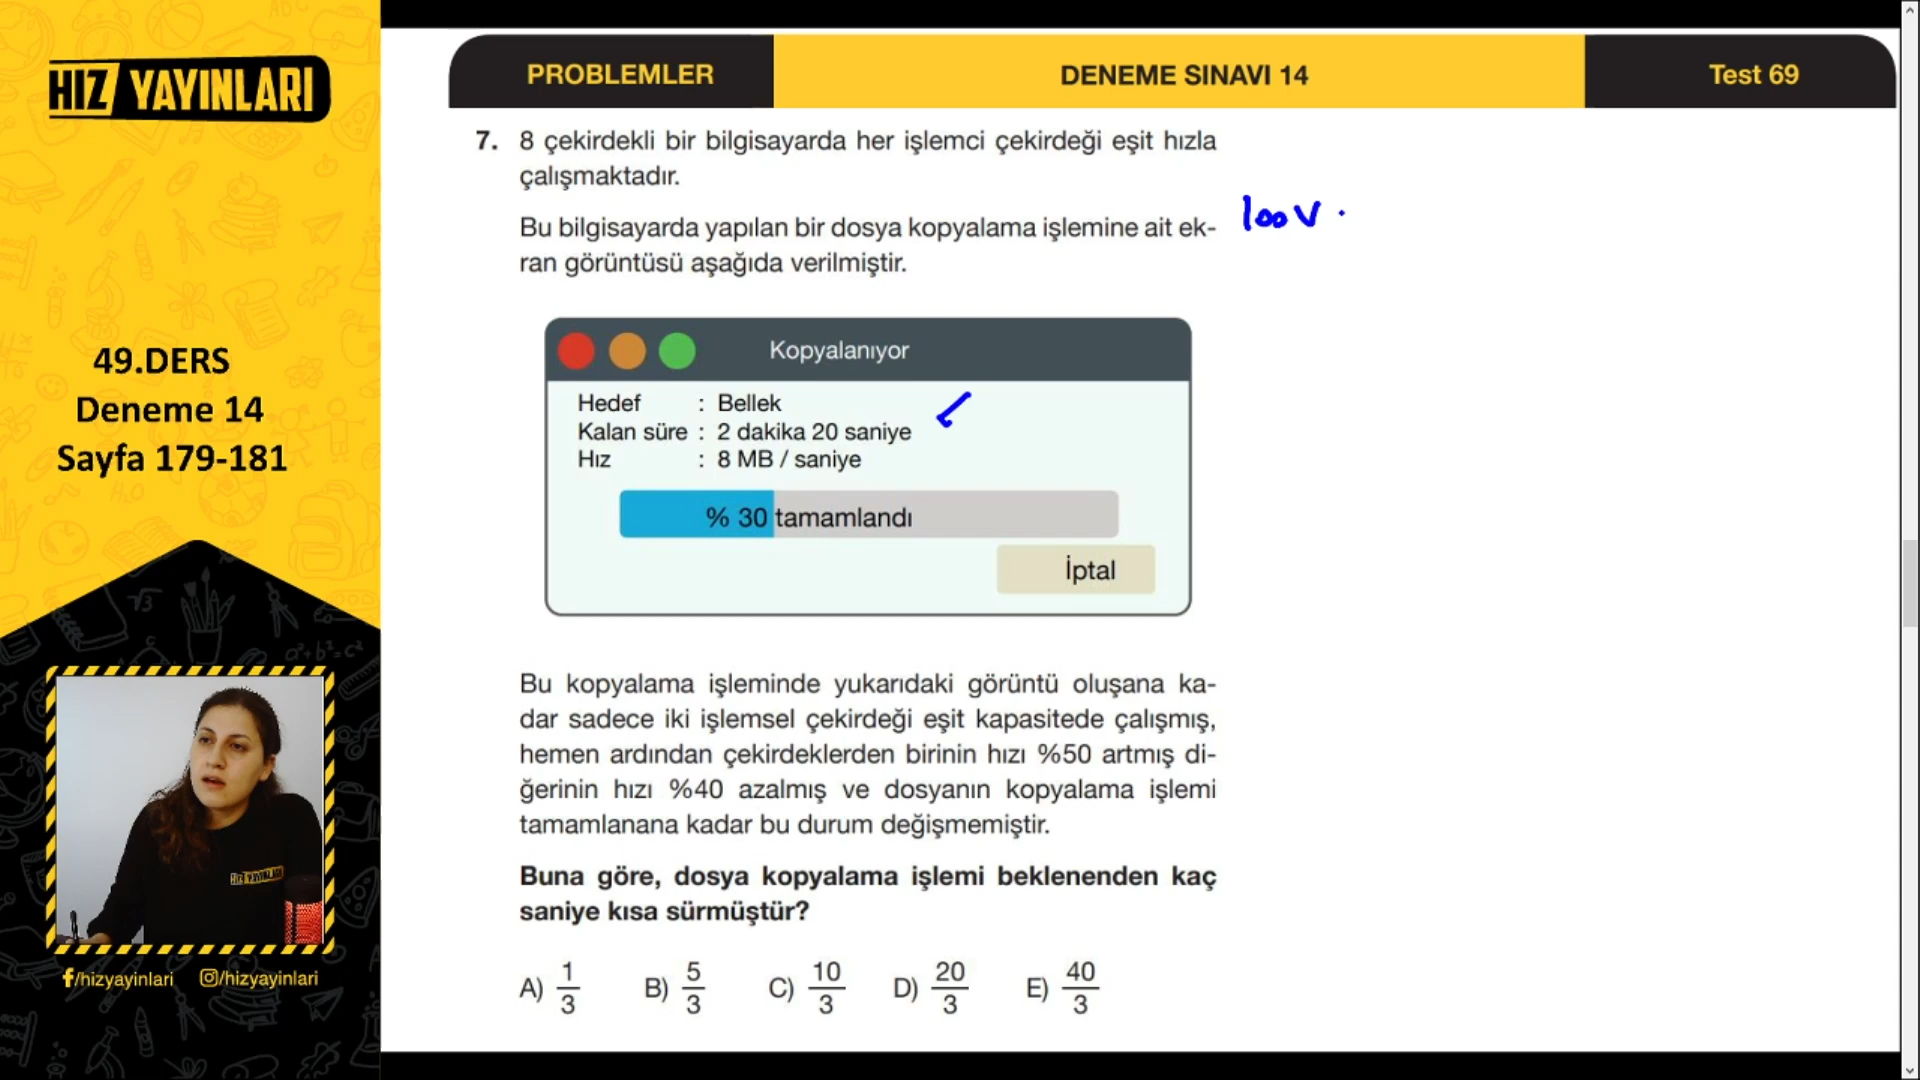 HIZ YAYINLARI
49.DERS
Deneme 14
Sayfa 179-181
HIZ YAYINLARI
f/hizyayinlari
/hizyayinlari
PROBLEMLER
DENEME SINAVI 14
Test 69
7. 8 çekirdekli bir bilgisayarda her işlemci çekirdeği eşit hızla
çalışmaktadır.
Bu bilgisayarda yapılan bir dosya kopyalama işlemine ait ek-
ran görüntüsü aşağıda verilmiştir.
100V ·
Kopyalanıyor
Hedef : Bellek
Kalan süre : 2 dakika 20 saniye
Hız : 8 MB / saniye
% 30 tamamlandı
İptal
Bu kopyalama işleminde yukarıdaki görüntü oluşana ka-
dar sadece iki işlemsel çekirdeği eşit kapasitede çalışmış,
hemen ardından çekirdeklerden birinin hızı %50 artmış di-
ğerinin hızı %40 azalmış ve dosyanın kopyalama işlemi
tamamlanana kadar bu durum değişmemiştir.
Buna göre, dosya kopyalama işlemi beklenenden kaç
saniye kısa sürmüştür?
A) 1/3 B) 5/3 C) 10/3 D) 20/3 E) 40/3